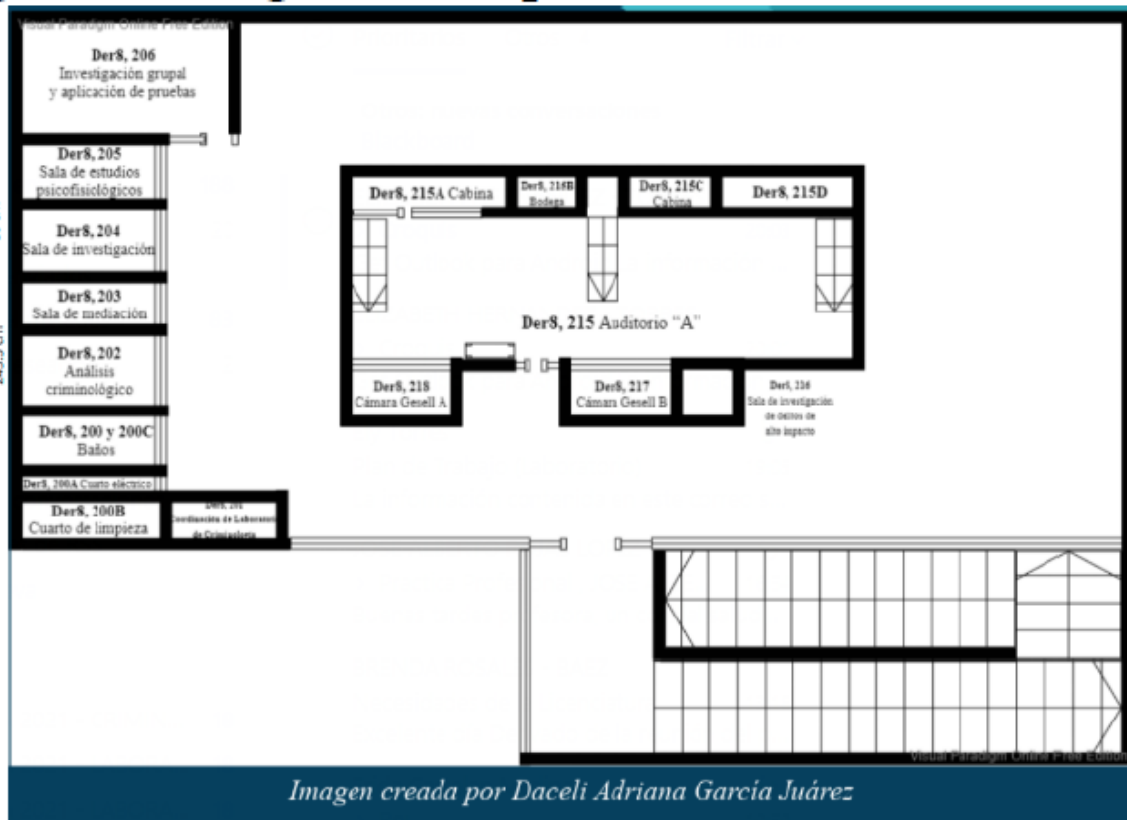 Visual Paradigm Online Free Edition
Der8, 206
Investigación grupal
y aplicación de pruebas
Der8, 205
Sala de estudios
psicofisiológicos
Der8, 204
Sala de investigación
Der8, 203
Sala de mediación
Der8, 202
Análisis
criminológico
Der8, 200 y 200C
Baños
Der8, 200A Cuarto eléctrico
Der8, 200B
Cuarto de limpieza
Der8, 215A Cabina
Der8, 215B
Bodega
Der8, 215C
Cabina
Der8, 215D
Der8, 215 Auditorio “A”
Der8, 218
Cámara Gesell A
Der8, 217
Cámara Gesell B
Sala de investigación
de delitos de
alto impacto
Visual Paradigm Online Free Edition
Imagen creada por Daceli Adriana García Juárez